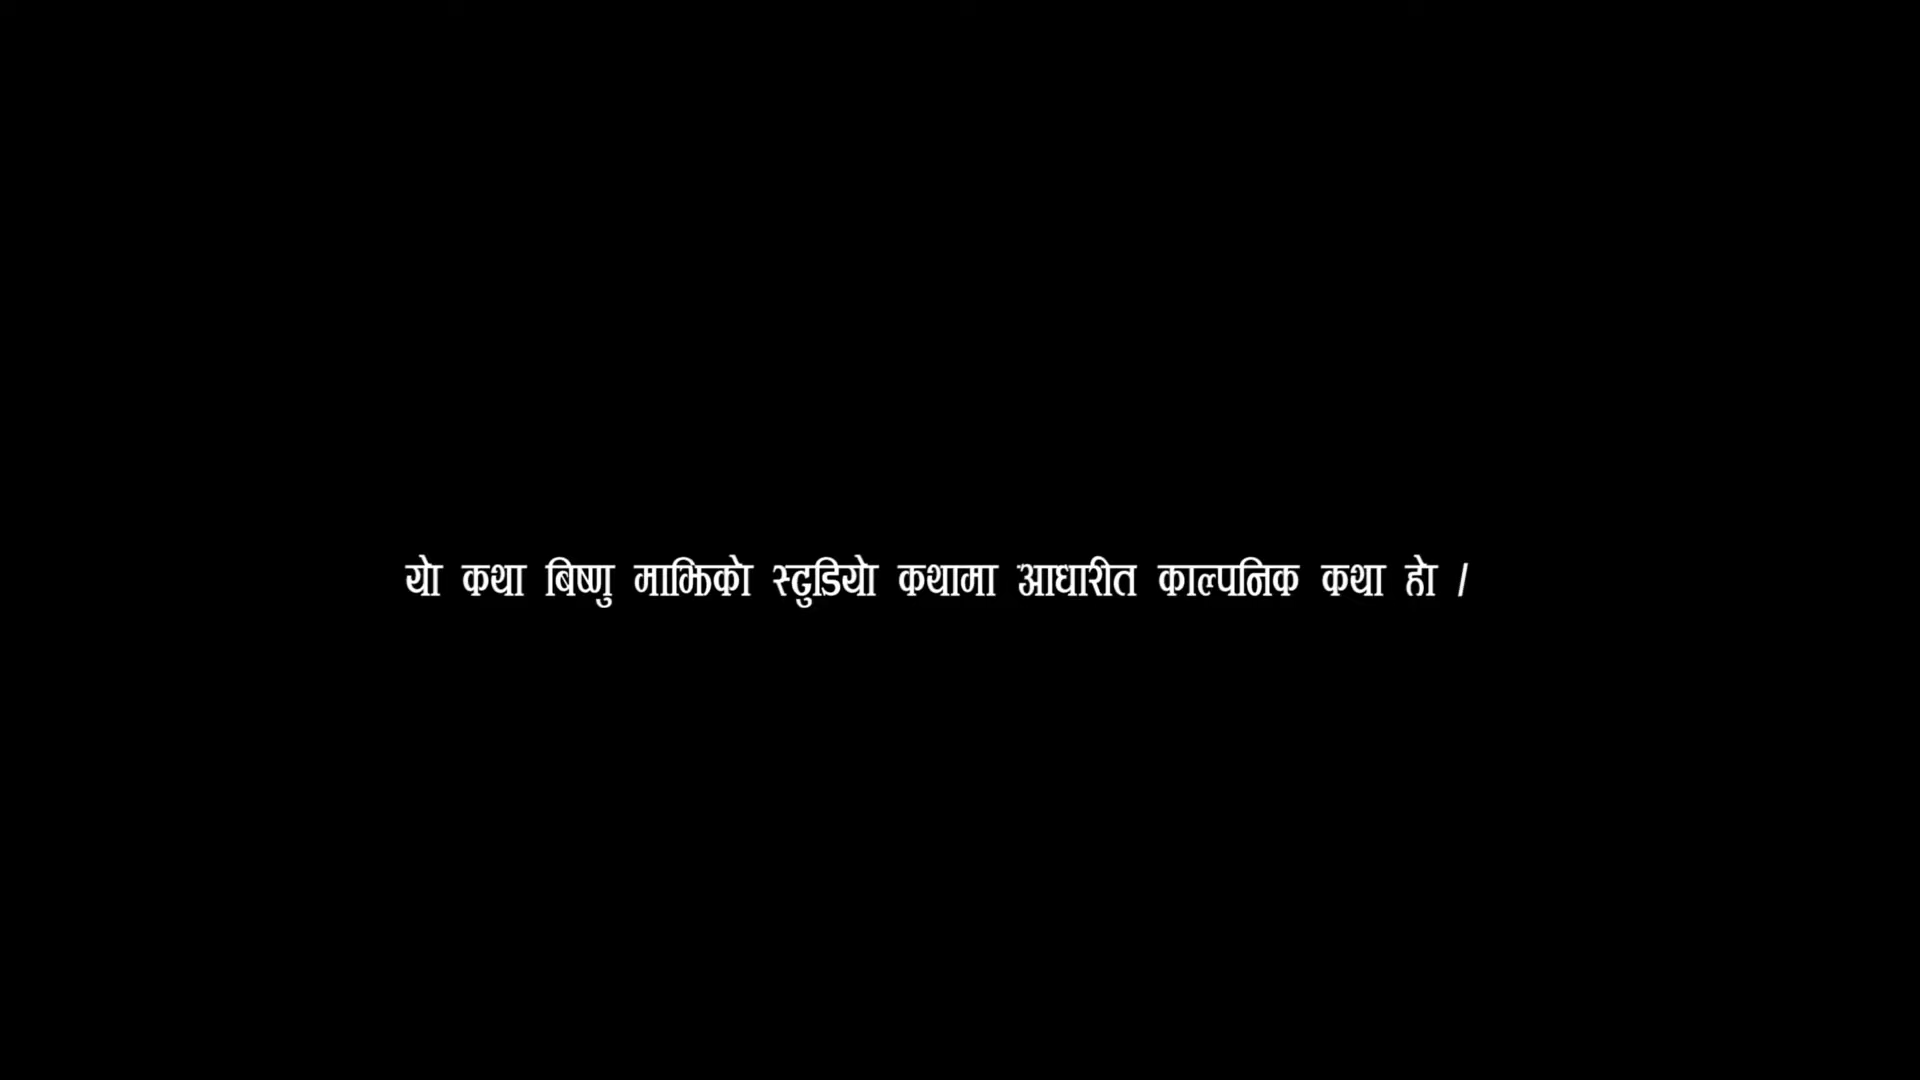 यो कथा बिष्णु माझिको स्टुडियो कथामा आधारीत काल्पनिक कथा हो /